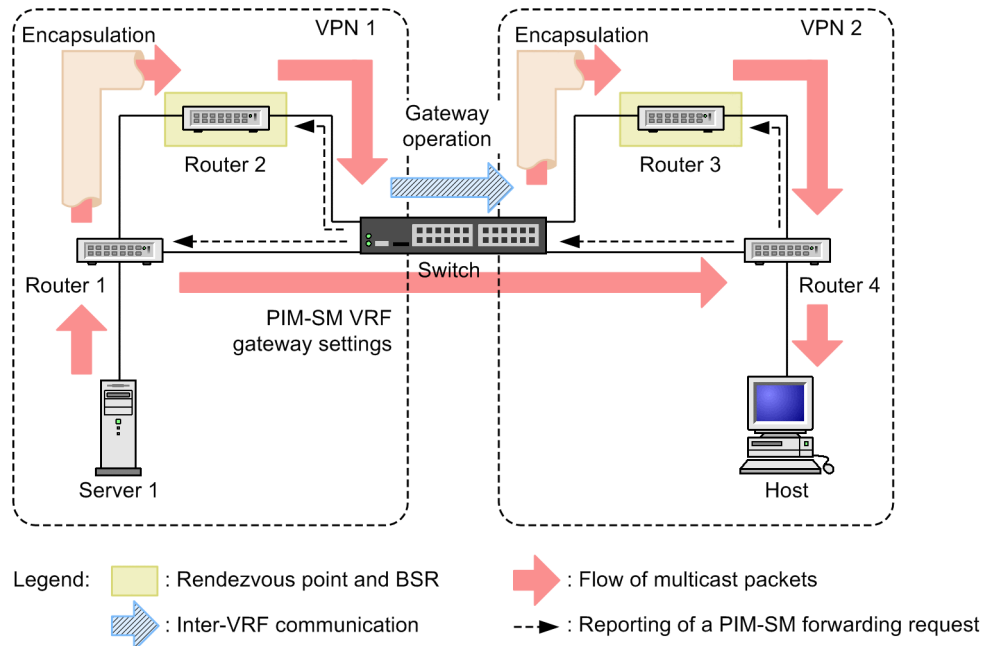 VPN 1
VPN 2
Encapsulation
Encapsulation
Gateway
operation
Router 2
Router 3
Switch
Router 1
Router 4
PIM-SM VRF
gateway settings
Server 1
Host
Legend:
: Rendezvous point and BSR
: Flow of multicast packets
: Inter-VRF communication
: Reporting of a PIM-SM forwarding request